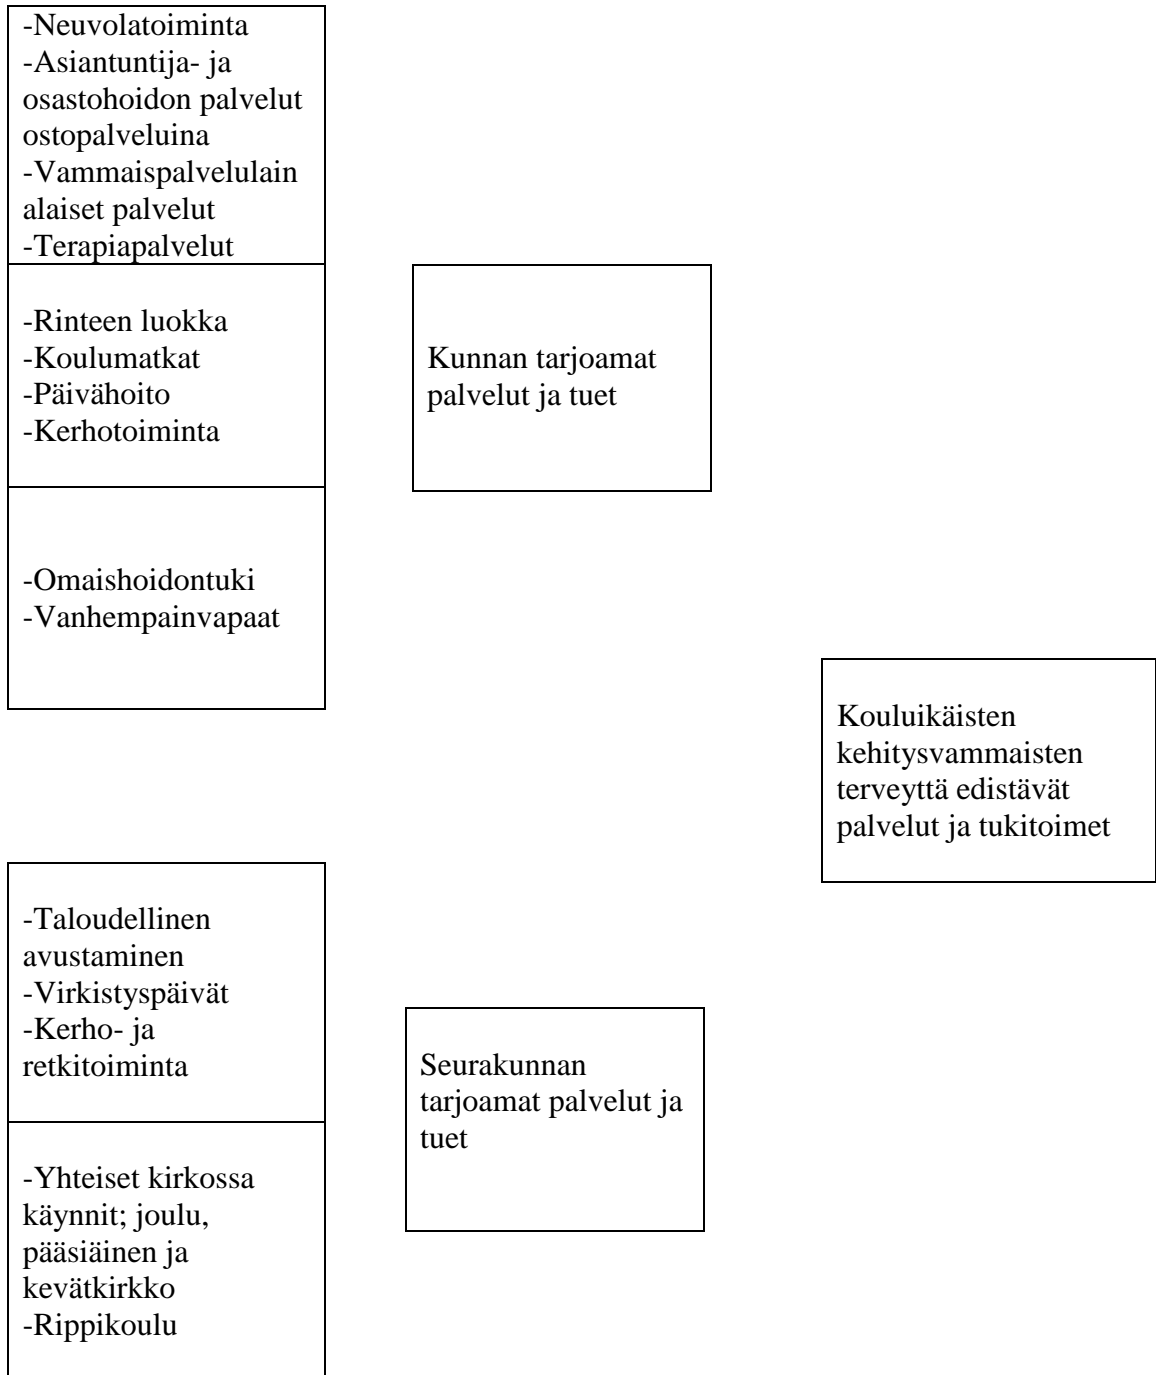 -Neuvolatoiminta
-Asiantuntija- ja
osastohoidon palvelut
ostopalveluina
-Vammaispalvelulain
alaiset palvelut
-Terapiapalvelut
-Rinteen luokka
-Koulumatkat
-Päivähoito
-Kerhotoiminta
-Omaishoidontuki
-Vanhempainvapaat
Kunnan tarjoamat
palvelut ja tuet
-Taloudellinen
avustaminen
-Virkistyspäivät
-Kerho- ja
retkitoiminta
-Yhteiset kirkossa
käynnit; joulu,
pääsiäinen ja
kevätkirkko
-Rippikoulu
Seurakunnan
tarjoamat palvelut ja
tuet
Kouluikäisten
kehitysvammaisten
terveyttä edistävät
palvelut ja tukitoimet